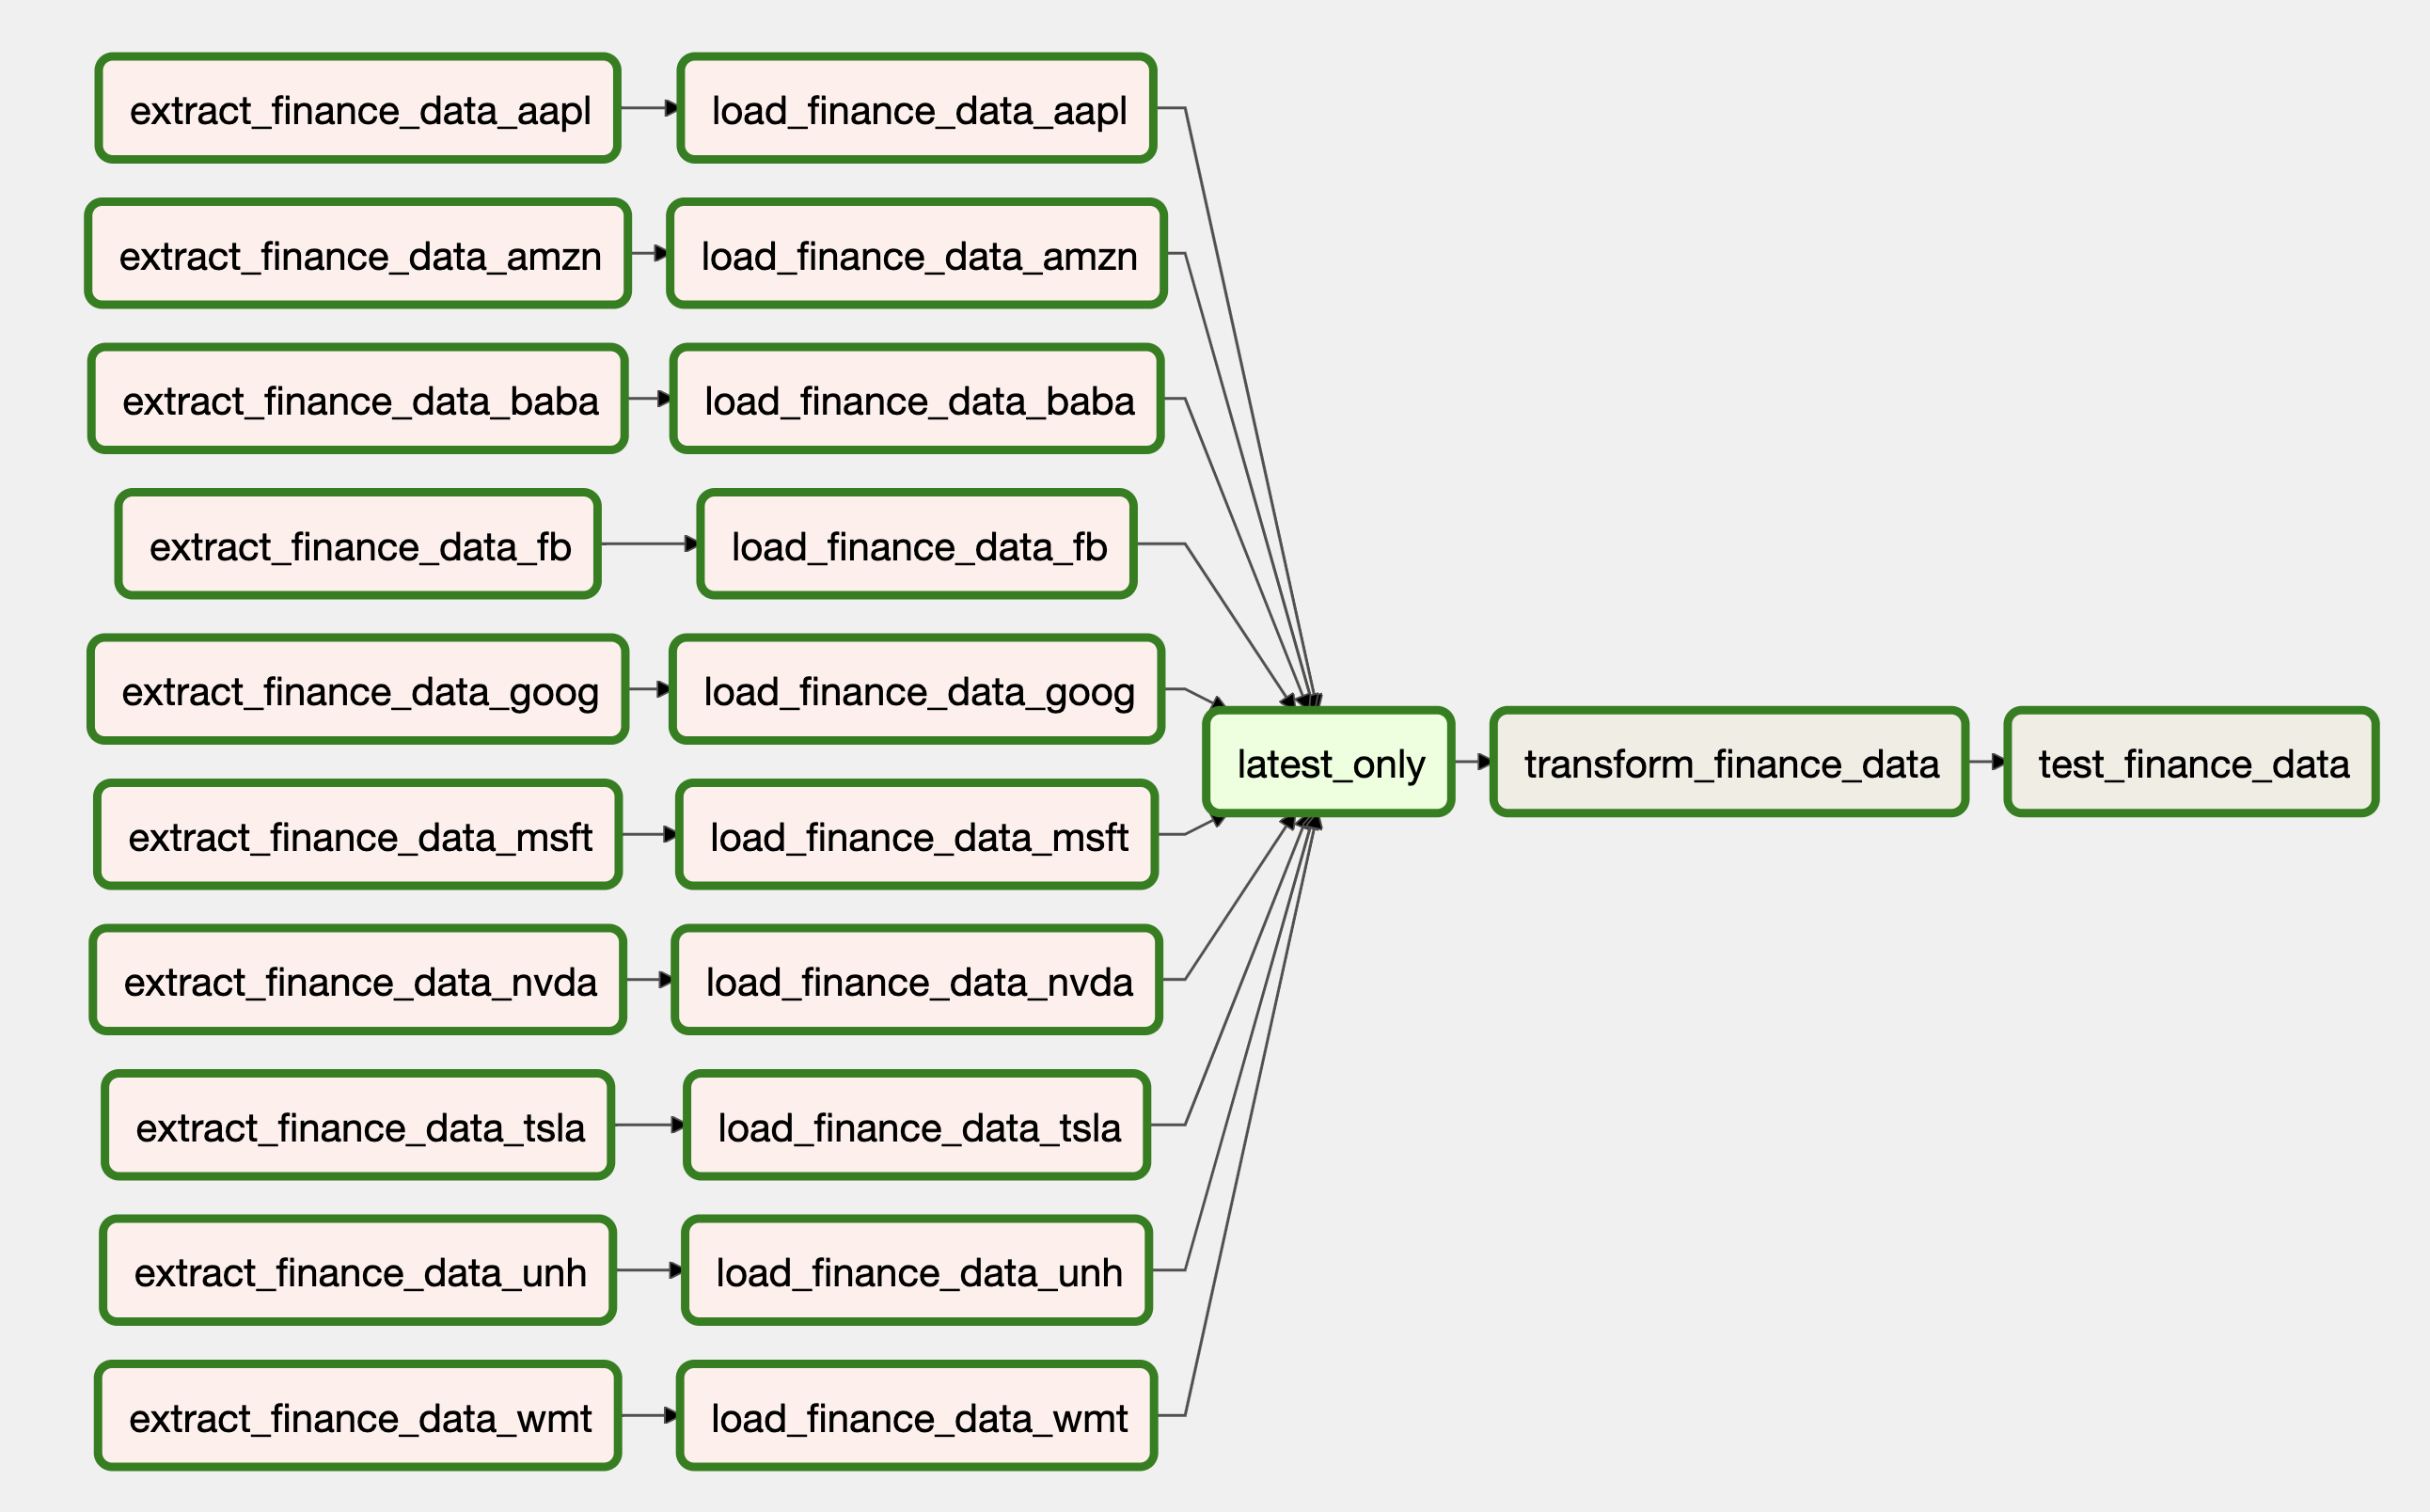 extract_finance_data_aapl
load_finance_data_aapl
extract_finance_data_amzn
load_finance_data_amzn
extract_finance_data_baba
load_finance_data_baba
extract_finance_data_fb
load_finance_data_fb
extract_finance_data_goog
load_finance_data_goog
latest_only
transform_finance_data
test_finance_data
extract_finance_data_msft
load_finance_data_msft
extract_finance_data_nvda
load_finance_data_nvda
extract_finance_data_tsla
load_finance_data_tsla
extract_finance_data_unh
load_finance_data_unh
extract_finance_data_wmt
load_finance_data_wmt